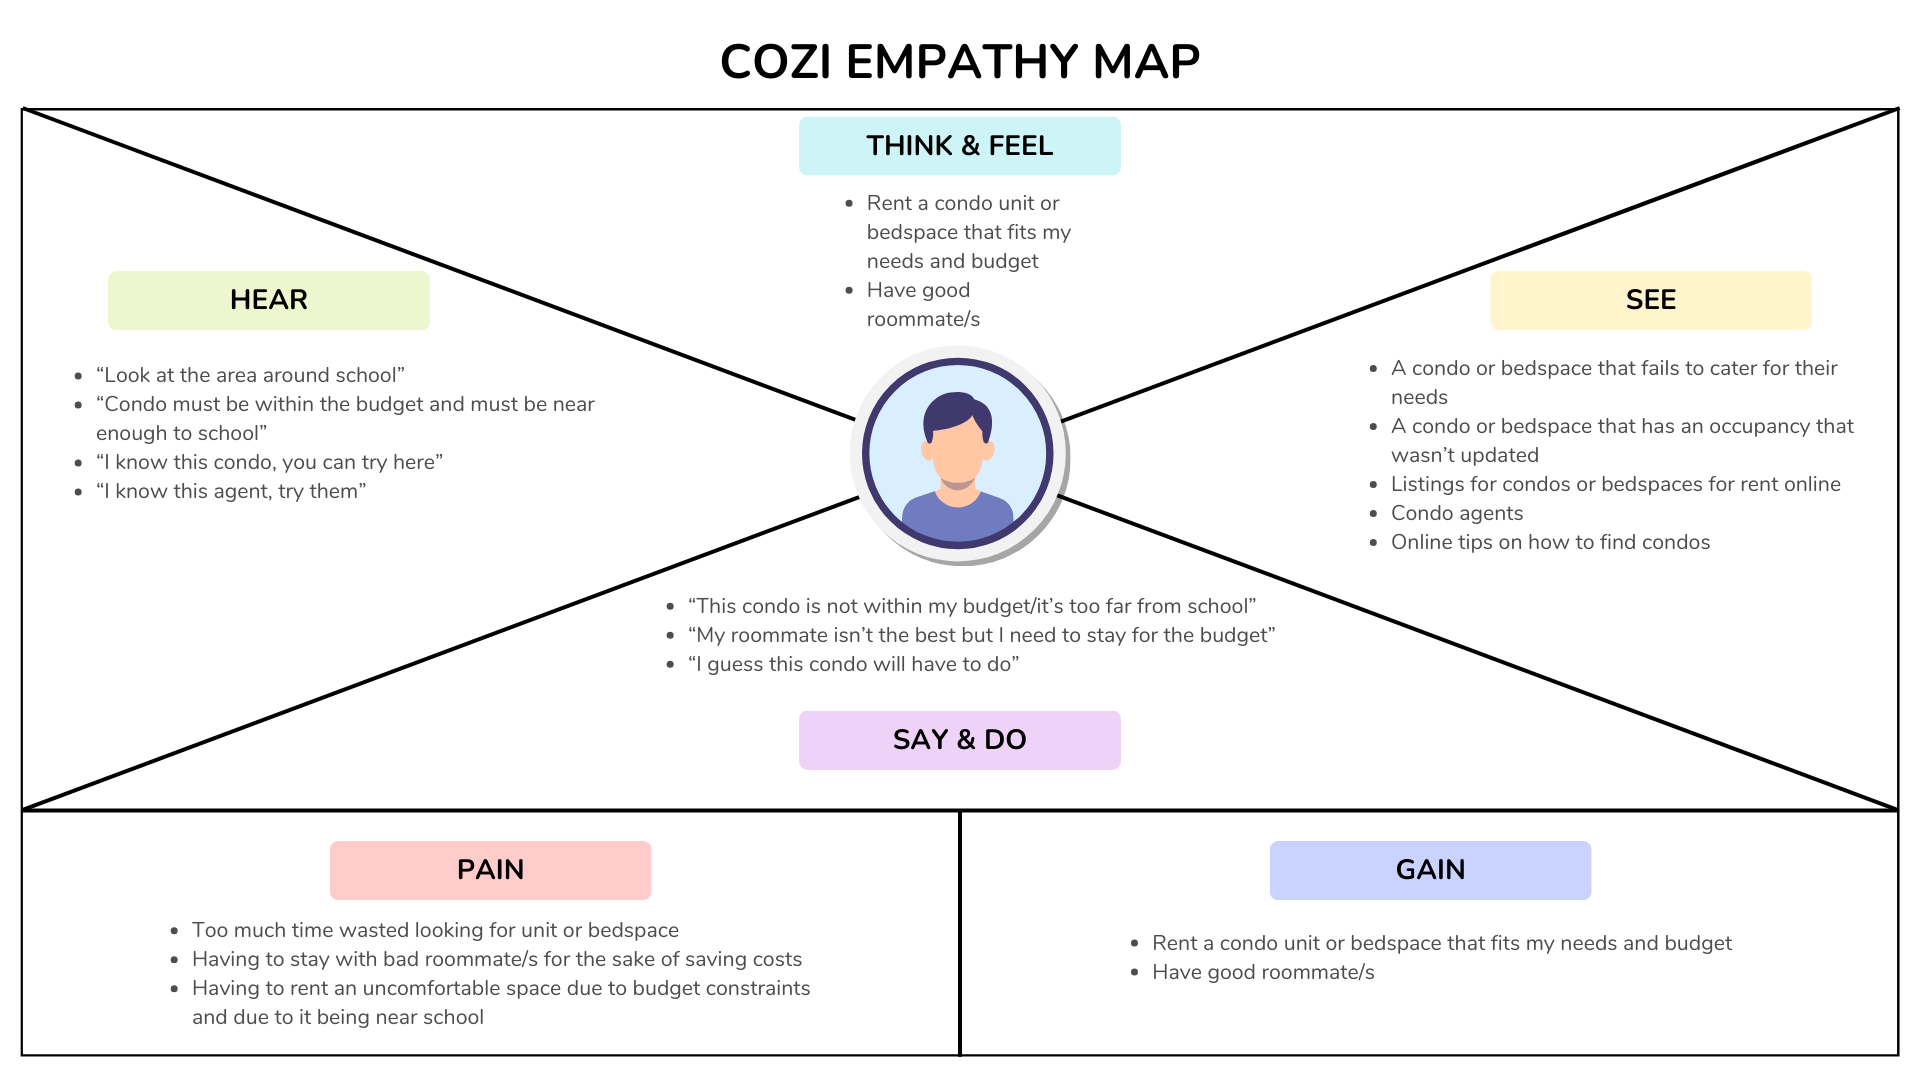 COZI EMPATHY MAP
THINK & FEEL
• Rent a condo unit or
bedspace that fits my
needs and budget
• Have good
roommate/s
HEAR
• “Look at the area around school”
• “Condo must be within the budget and must be near
enough to school”
• “I know this condo, you can try here”
• “I know this agent, try them”
SEE
• A condo or bedspace that fails to cater for their
needs
• A condo or bedspace that has an occupancy that
wasn’t updated
• Listings for condos or bedspaces for rent online
• Condo agents
• Online tips on how to find condos
• “This condo is not within my budget/it’s too far from school”
• “My roommate isn’t the best but I need to stay for the budget”
• “I guess this condo will have to do”
SAY & DO
PAIN
• Too much time wasted looking for unit or bedspace
• Having to stay with bad roommate/s for the sake of saving costs
• Having to rent an uncomfortable space due to budget constraints
and due to it being near school
GAIN
• Rent a condo unit or bedspace that fits my needs and budget
• Have good roommate/s